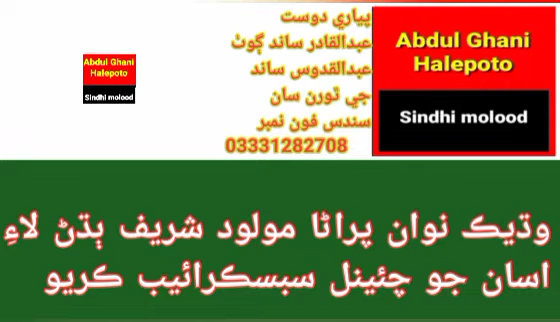 پياري دوست
عبدالقادر ساند ڳوٺ
عبدالقدوس ساند
جي ٿورن سان
سندس فون نمبر
03331282708
Abdul Ghani
Halepoto
Sindhi molood
Abdul Ghani
Halepoto
Sindhi molood
وڌيڪ نوان پراڻا مولود شريف ٻڌڻ لاءِ
اسان جو چئينل سبسڪرائيب ڪريو